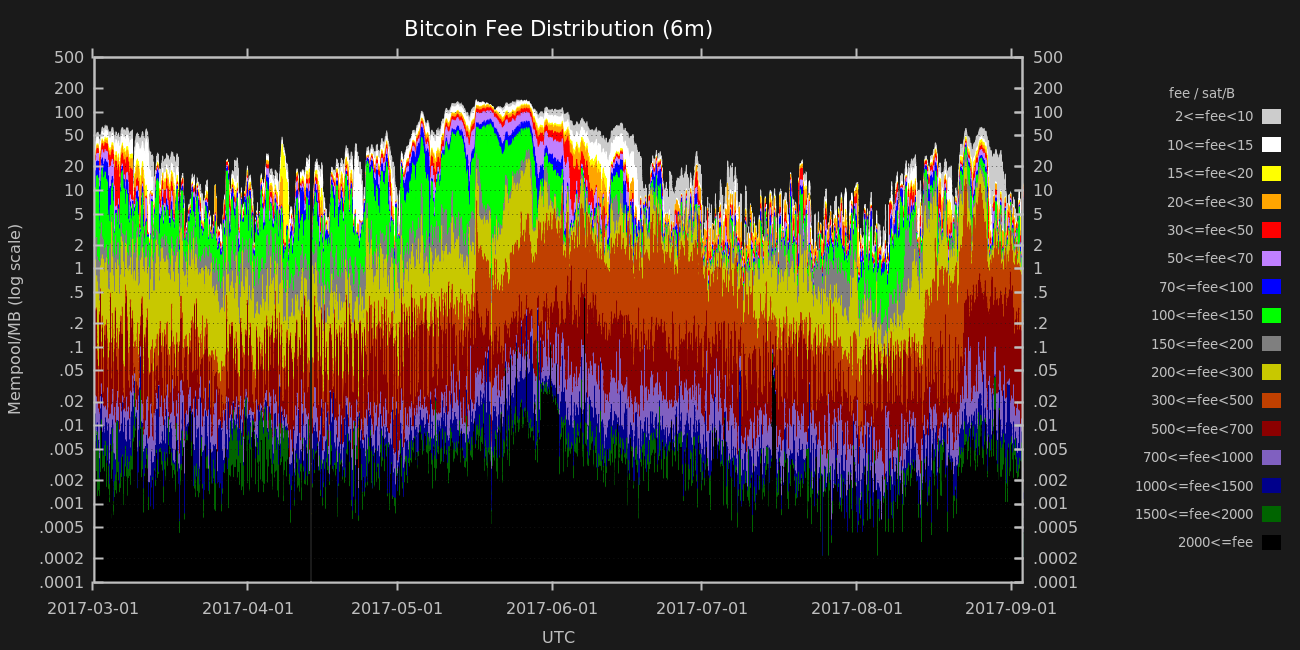 Bitcoin Fee Distribution (6m)
500
200
100
50
20
10
5
2
1
.5
.2
.1
.05
.02
.01
.005
.002
.001
.0005
.0002
.0001
Mempool/MB (log scale)
500
200
100
50
20
10
5
2
1
.5
.2
.1
.05
.02
.01
.005
.002
.001
.0005
.0002
.0001
2017-03-01
2017-04-01
2017-05-01
2017-06-01
2017-07-01
2017-08-01
2017-09-01
UTC
fee / sat/B
2<=fee<10
10<=fee<15
15<=fee<20
20<=fee<30
30<=fee<50
50<=fee<70
70<=fee<100
100<=fee<150
150<=fee<200
200<=fee<300
300<=fee<500
500<=fee<700
700<=fee<1000
1000<=fee<1500
1500<=fee<2000
2000<=fee